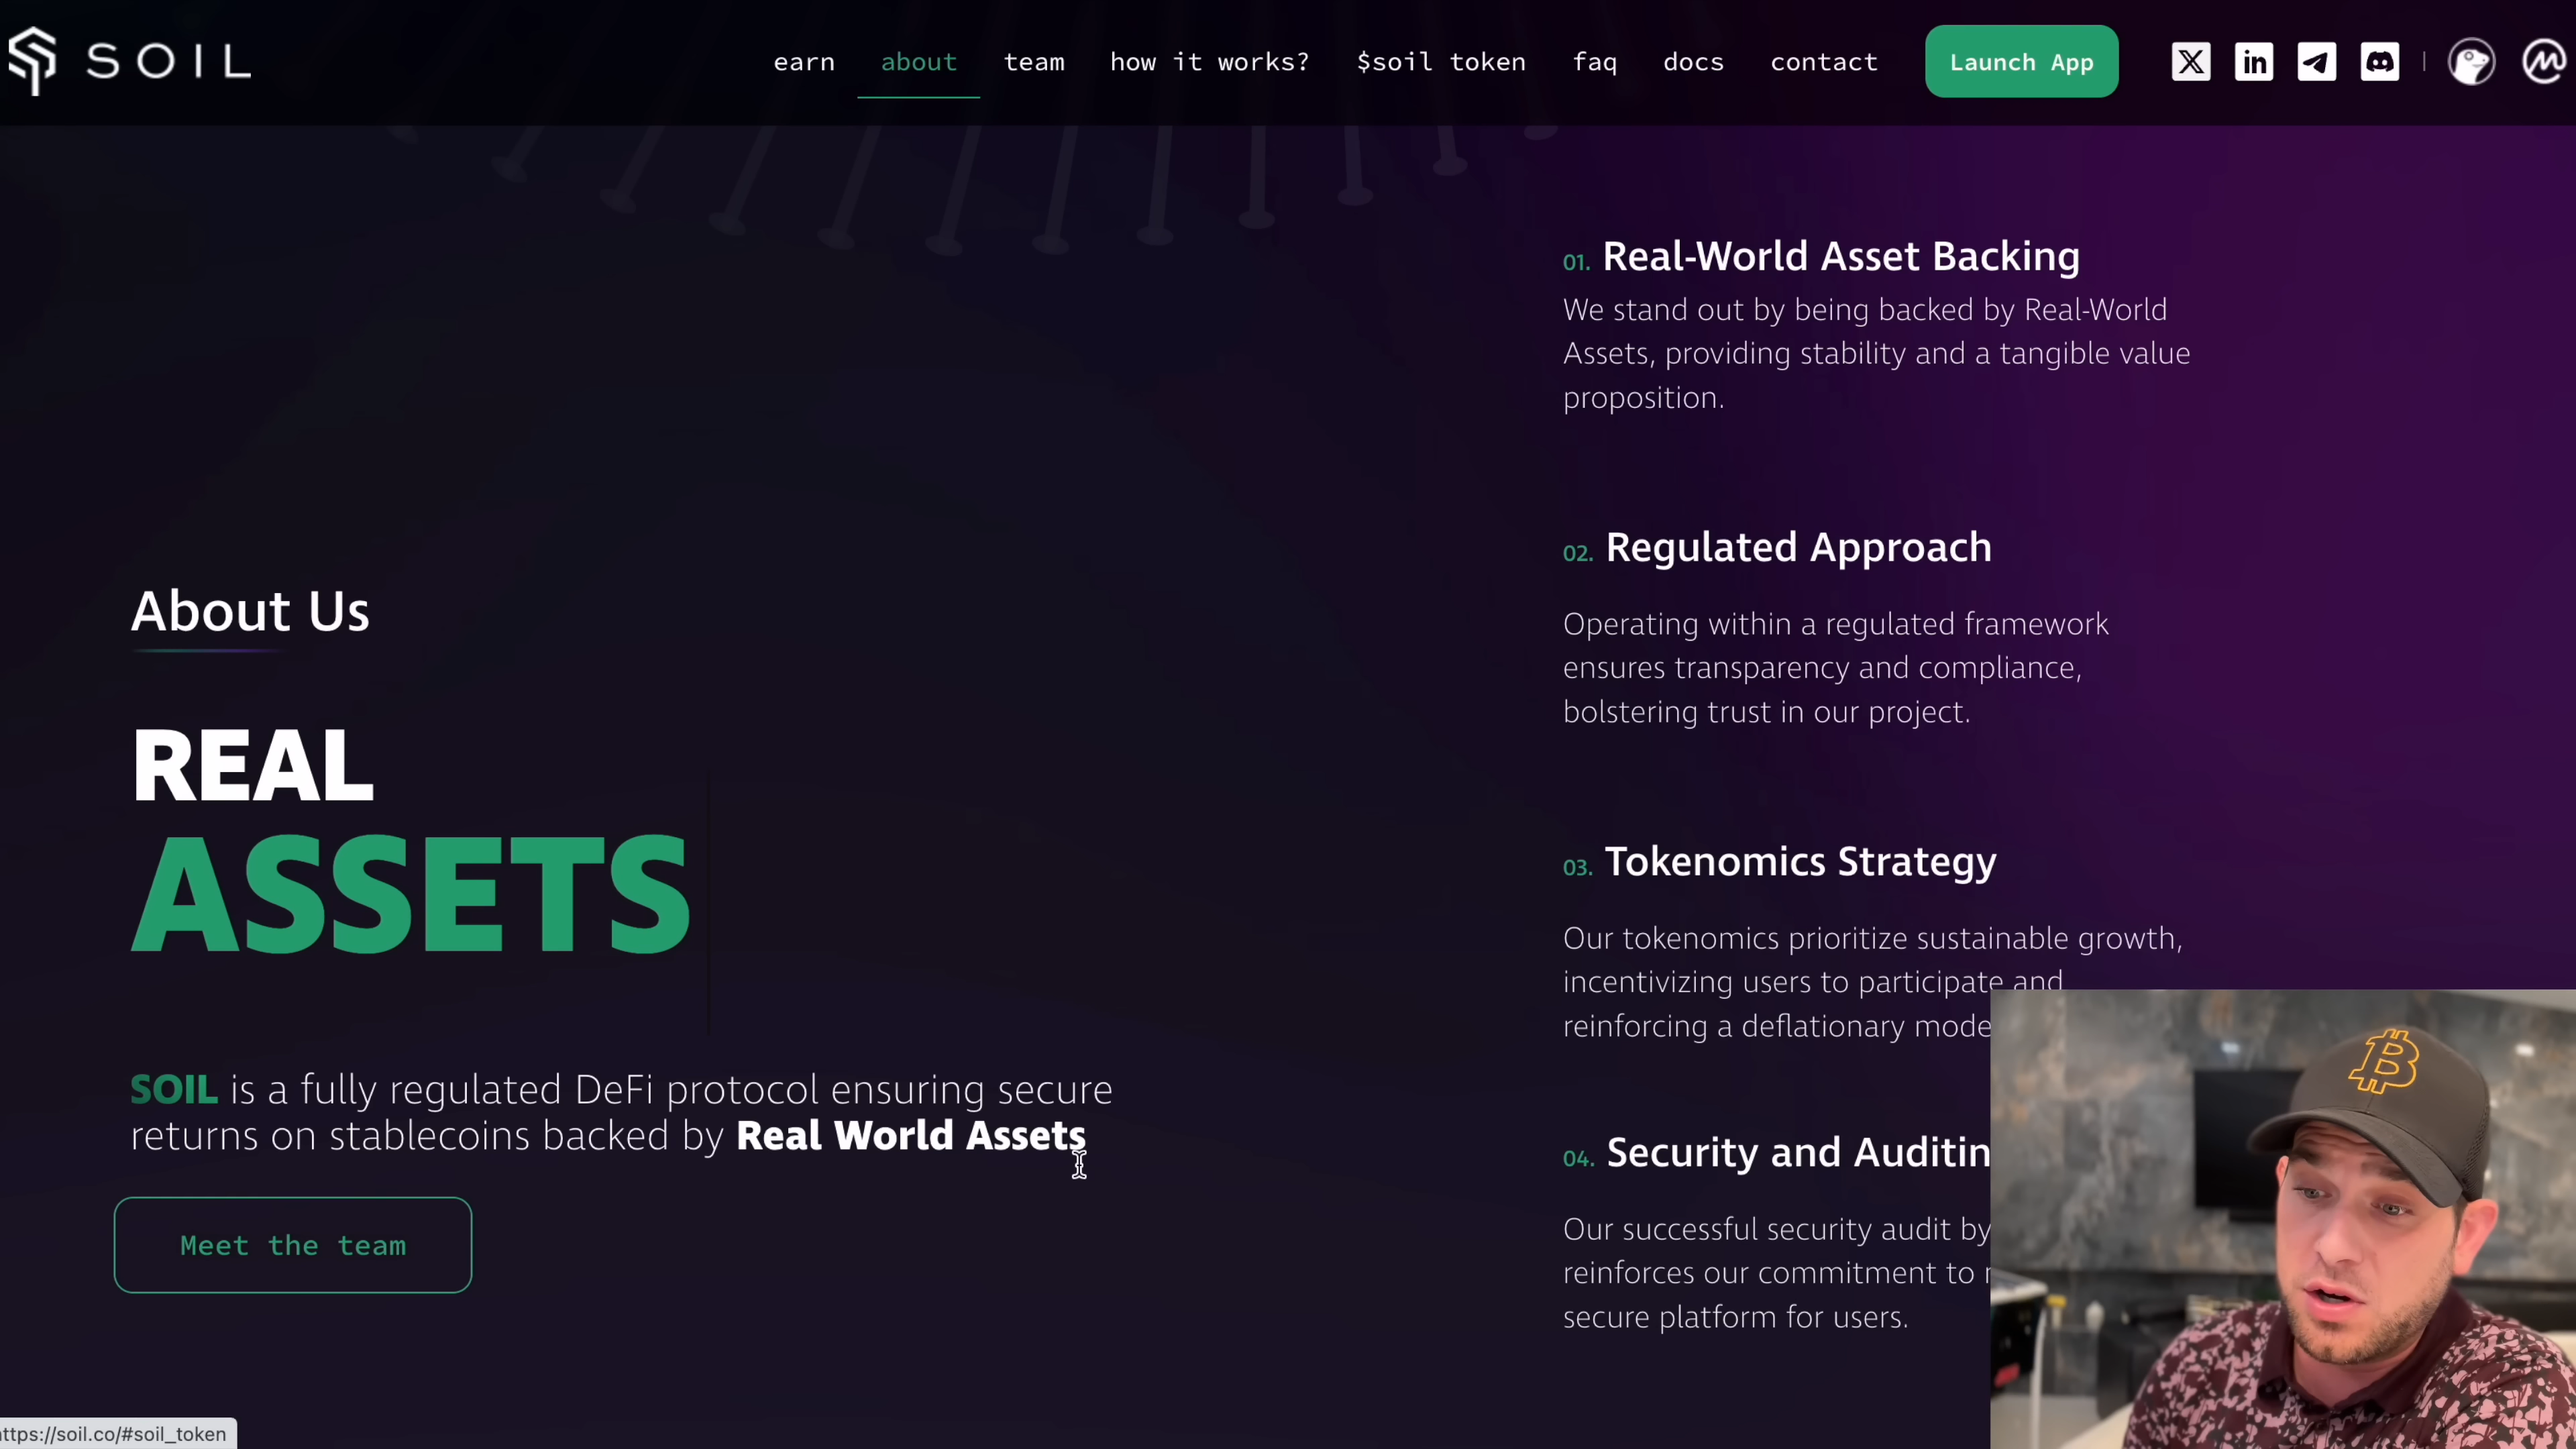 SOIL
earn about team how it works? $soil token faq docs contact Launch App
About Us
REAL
ASSETS
SOIL is a fully regulated DeFi protocol ensuring secure
returns on stablecoins backed by Real World Assets
Meet the team
01. Real-World Asset Backing
We stand out by being backed by Real-World
Assets, providing stability and a tangible value
proposition.
02. Regulated Approach
Operating within a regulated framework
ensures transparency and compliance,
bolstering trust in our project.
03. Tokenomics Strategy
Our tokenomics prioritize sustainable growth,
incentivizing users to participate and
reinforcing a deflationary mode
04. Security and Auditin
Our successful security audit by
reinforces our commitment to
secure platform for users.
ttps://soil.co/#soil_token